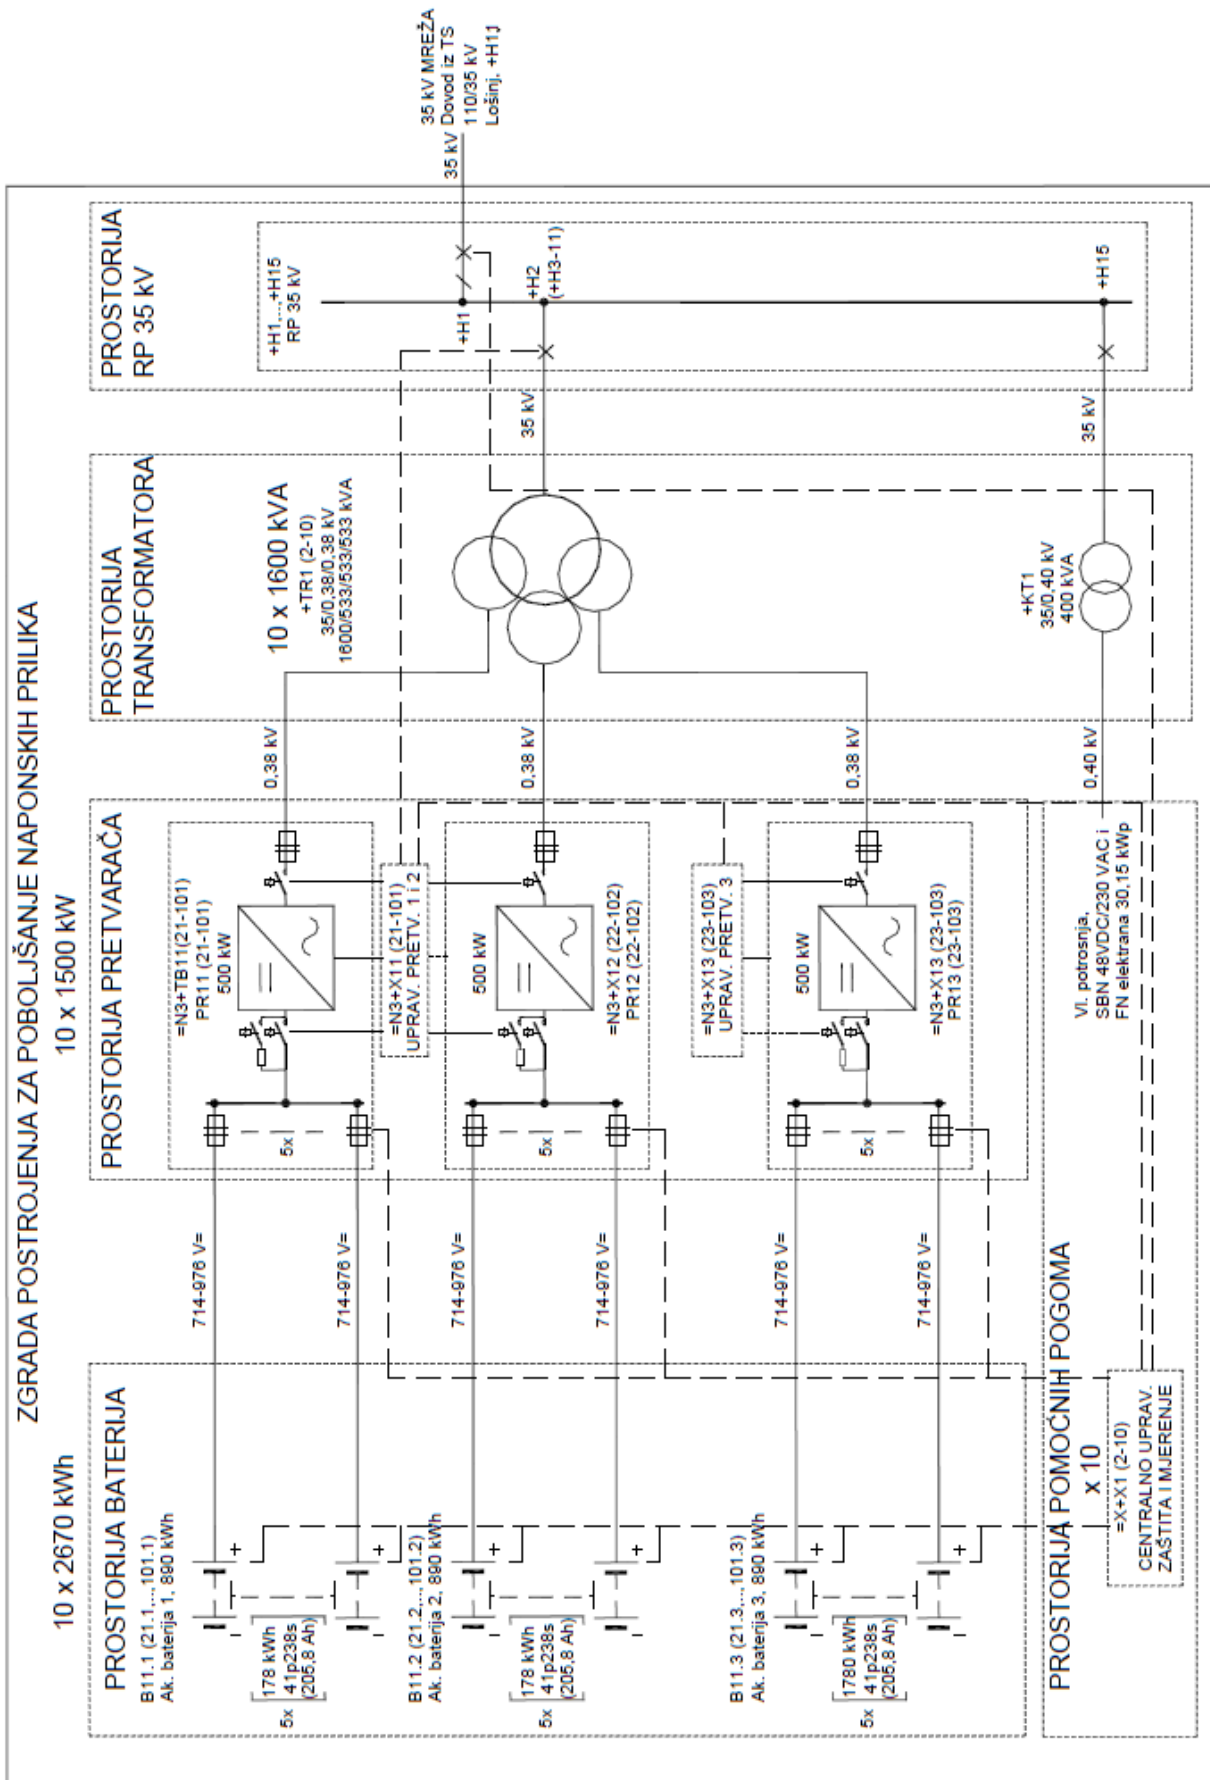 ZGRADA POSTROJENJA ZA POBOLJŠANJE NAPONSKIH PRILIKA
10 x 2670 kWh
10 x 1500 kW
PROSTORIJA BATERIJA
B11.1 (21.1,...,101.1)
Ak. baterija 1, 890 kWh
178 kWh
41p238s
(205,8 Ah)
5x
+
-
+
-
B11.2 (21.2,...,101.2)
Ak. baterija 2, 890 kWh
178 kWh
41p238s
(205,8 Ah)
5x
+
-
+
-
B11.3 (21.3,...,101.3)
Ak. baterija 3, 890 kWh
1780 kWh
41p238s
(205,8 Ah)
5x
+
-
+
-
714-976 V=
714-976 V=
714-976 V=
714-976 V=
714-976 V=
714-976 V=
PROSTORIJA PRETVARAČA
=N3+TB11(21-101)
PR11 (21-101)
500 kW
5x
=N3+X11 (21-101)
UPRAV. PRETV. 1 i 2
500 kW
5x
=N3+X12 (22-102)
PR12 (22-102)
=N3+X13 (23-103)
UPRAV. PRETV. 3
500 kW
5x
=N3+X13 (23-103)
PR13 (23-103)
0,38 kV
0,38 kV
0,38 kV
0,40 kV
PROSTORIJA
TRANSFORMATORA
10 x 1600 kVA
+TR1 (2-10)
35/0,38/0,38 kV
1600/533/533/533 kVA
+KT1
35/0,40 kV
400 kVA
35 kV
35 kV
PROSTORIJA
RP 35 kV
+H1,...,+H15
RP 35 kV
+H1
+H2
(+H3-11)
+H15
35 kV
35 kV MREŽA
Dovod iz TS
110/35 kV
Lošinj, +H1J
PROSTORIJA POMOĆNIH POGOMA
x 10
=X+X1 (2-10)
CENTRALNO UPRAV.
ZAŠTITA I MJERENJE
Vl. potrosnja,
SBN 48VDC/230 VAC i
FN elektrana 30,15 kWp